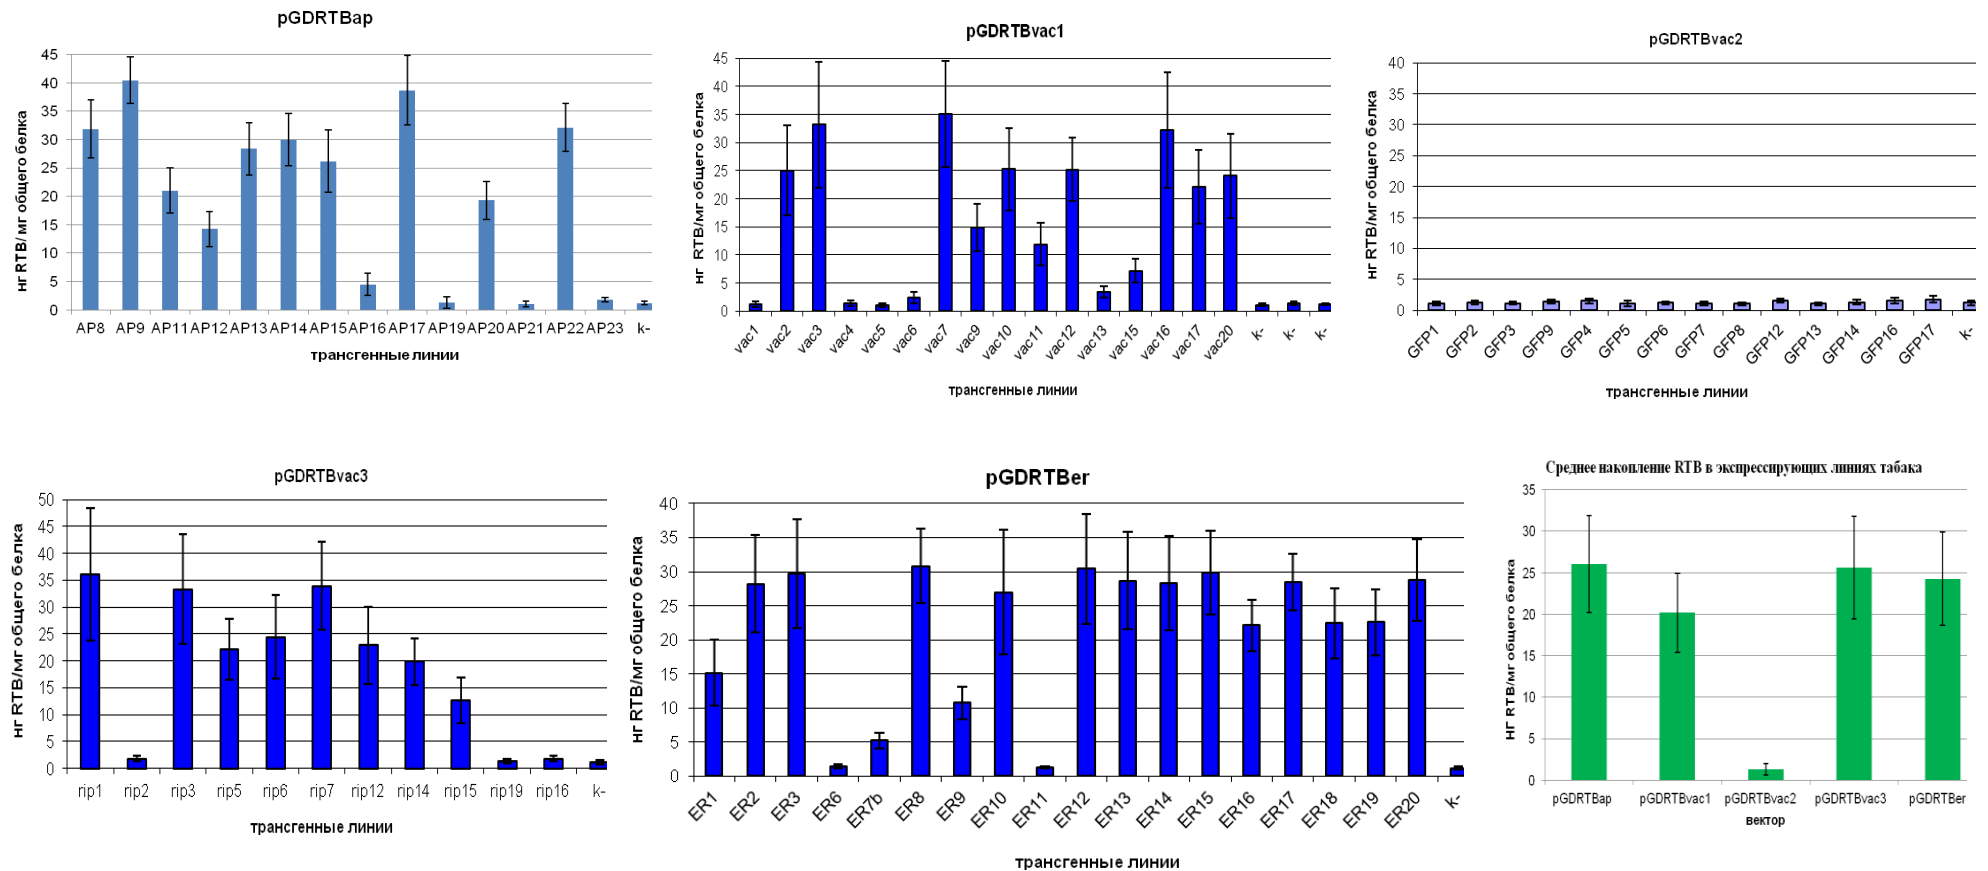 pGDRTBap
нг RTB/ мг общего белка
45
40
35
30
25
20
15
10
5
0
AP8 AP9 AP11 AP12 AP13 AP14 AP15 AP16 AP17 AP19 AP20 AP21 AP22 AP23 k-
трансгенные линии
pGDRTBvac1
нг RTB/мг общего белка
45
40
35
30
25
20
15
10
5
0
vac1 vac2 vac3 vac4 vac5 vac6 vac7 vac9 vac10 vac11 vac12 vac13 vac15 vac16 vac17 vac20 k- k- k-
трансгенные линии
pGDRTBvac2
нг RTB/мг общего белка
40
35
30
25
20
15
10
5
0
GFP1 GFP2 GFP3 GFP9 GFP4 GFP5 GFP6 GFP7 GFP8 GFP12 GFP13 GFP14 GFP16 GFP17 k-
трансгенные линии
pGDRTBvac3
нг RTB/мг общего белка
50
45
40
35
30
25
20
15
10
5
0
rip1 rip2 rip3 rip5 rip6 rip7 rip12 rip14 rip15 rip19 rip16 k-
трансгенные линии
pGDRTBer
нг RTB/мг общего белка
40
35
30
25
20
15
10
5
0
ER1 ER2 ER3 ER6 ER7b ER8 ER9 ER10 ER11 ER12 ER13 ER14 ER15 ER16 ER17 ER18 ER19 ER20 k-
трансгенные линии
Среднее накопление RTB в экспрессирующих линиях табака
нг RTB/мг общего белка
35
30
25
20
15
10
5
0
pGDRTBap pGDRTBvac1 pGDRTBvac2 pGDRTBvac3 pGDRTBer
вектор